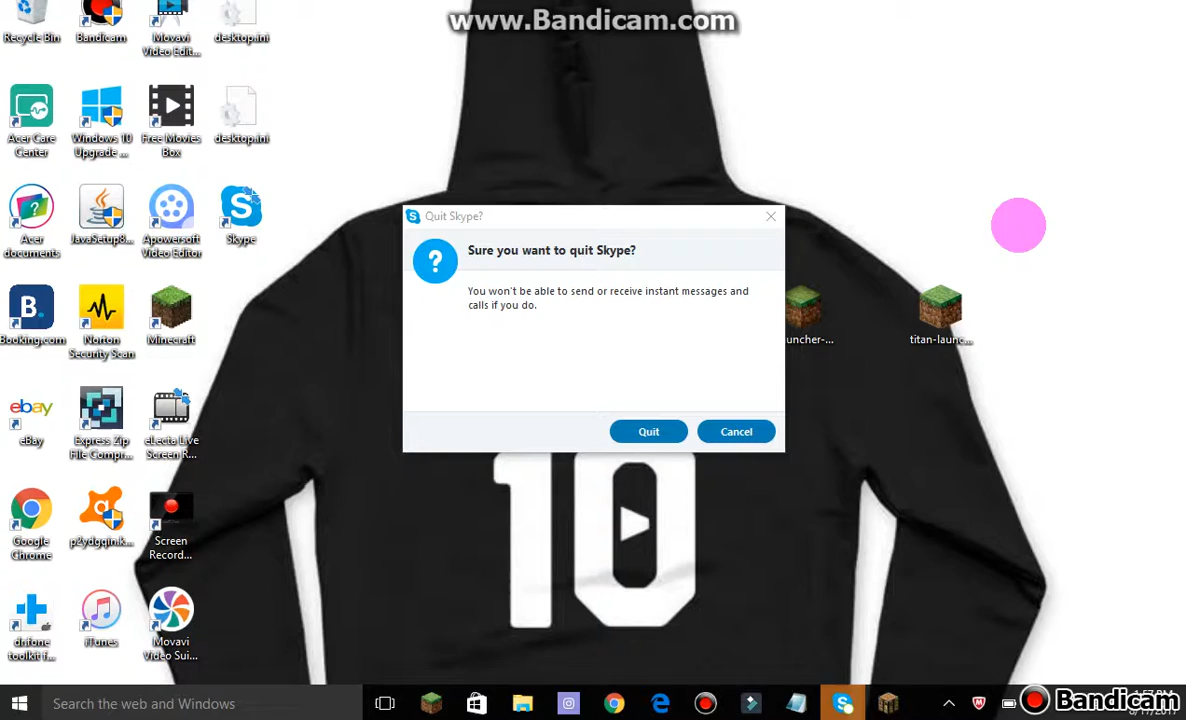 www.Bandicam.com
Recycle Bin
Bandicam
Movavi
Video Edit...
desktop.ini
Acer Care
Center
Windows 10
Upgrade ...
Free Movies
Box
desktop.ini
Acer
documents
JavaSetup8...
Apowersoft
Video Editor
Skype
Quit Skype?
Sure you want to quit Skype?
You won't be able to send or receive instant messages and
calls if you do.
Quit
Cancel
Booking.com
Norton
Security Scan
Minecraft
uncher-...
titan-launc...
eBay
Express Zip
File Compr...
eLecta Live
Screen R...
Google
Chrome
p2ydgqin.k...
Screen
Record...
10
drifone
toolkit f...
iTunes
Movavi
Video Sui...
Search the web and Windows
Bandicam